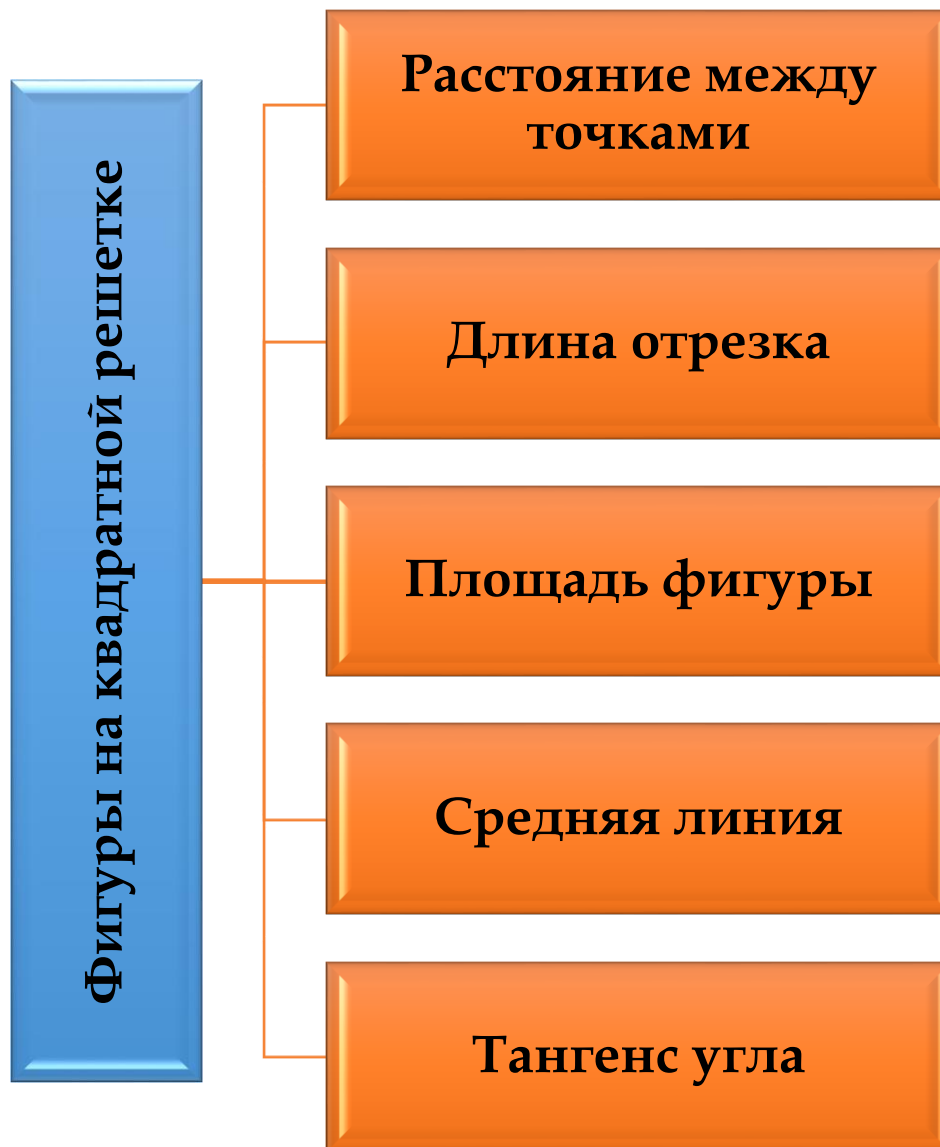 Фигуры на квадратной решетке
Расстояние между
точками
Длина отрезка
Площадь фигуры
Средняя линия
Тангенс угла